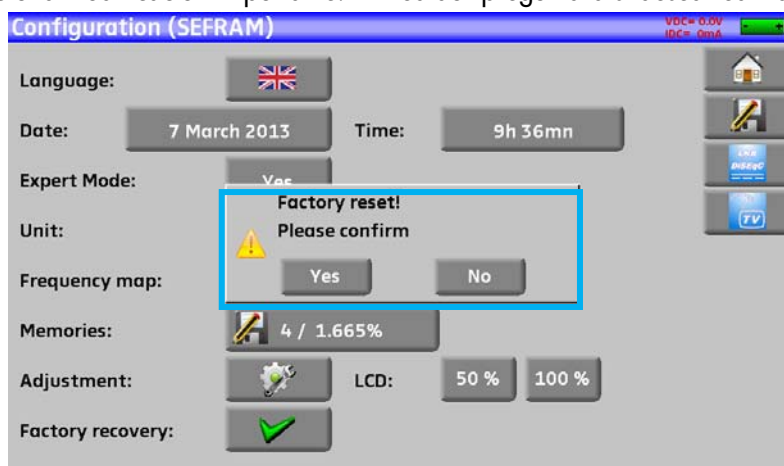 Configuration (SEFRAM)
VDC= 0.0V
IDC= 0mA
- +
Language:
Date: 7 March 2013 Time: 9h 36mn
Expert Mode: Yes
Factory reset!
Unit: Please confirm
Frequency map: Yes No
Memories: 4 / 1.665%
Adjustment: LCD: 50 % 100 %
Factory recovery:
DiSEqC
TV